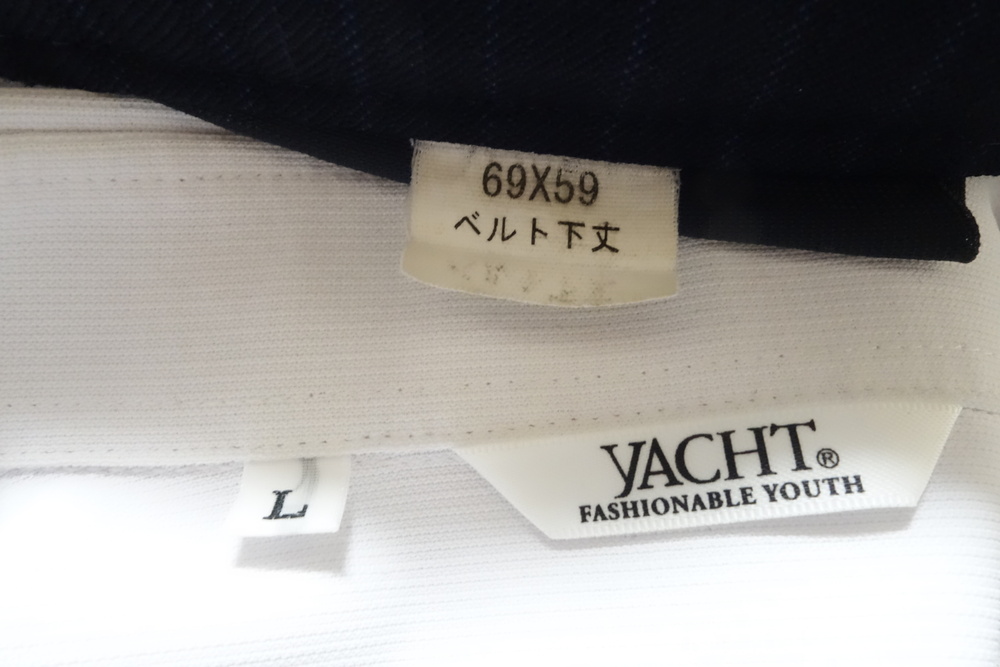 69X59
ベルト下丈
L
YACHT®
FASHIONABLE YOUTH